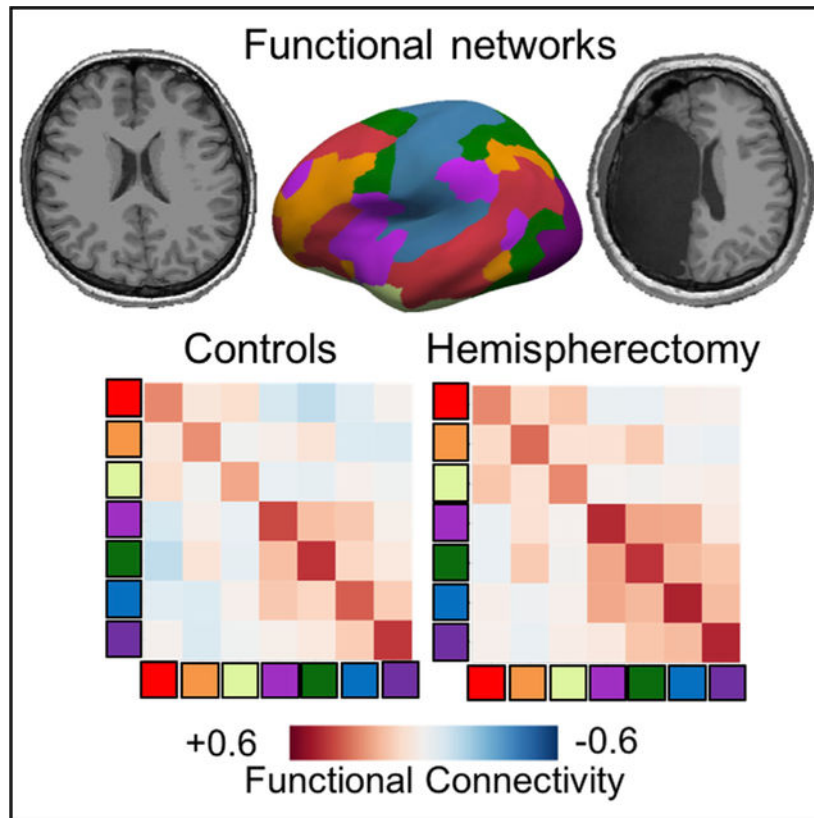 Functional networks
Controls
Hemispherectomy
+0.6
-0.6
Functional Connectivity